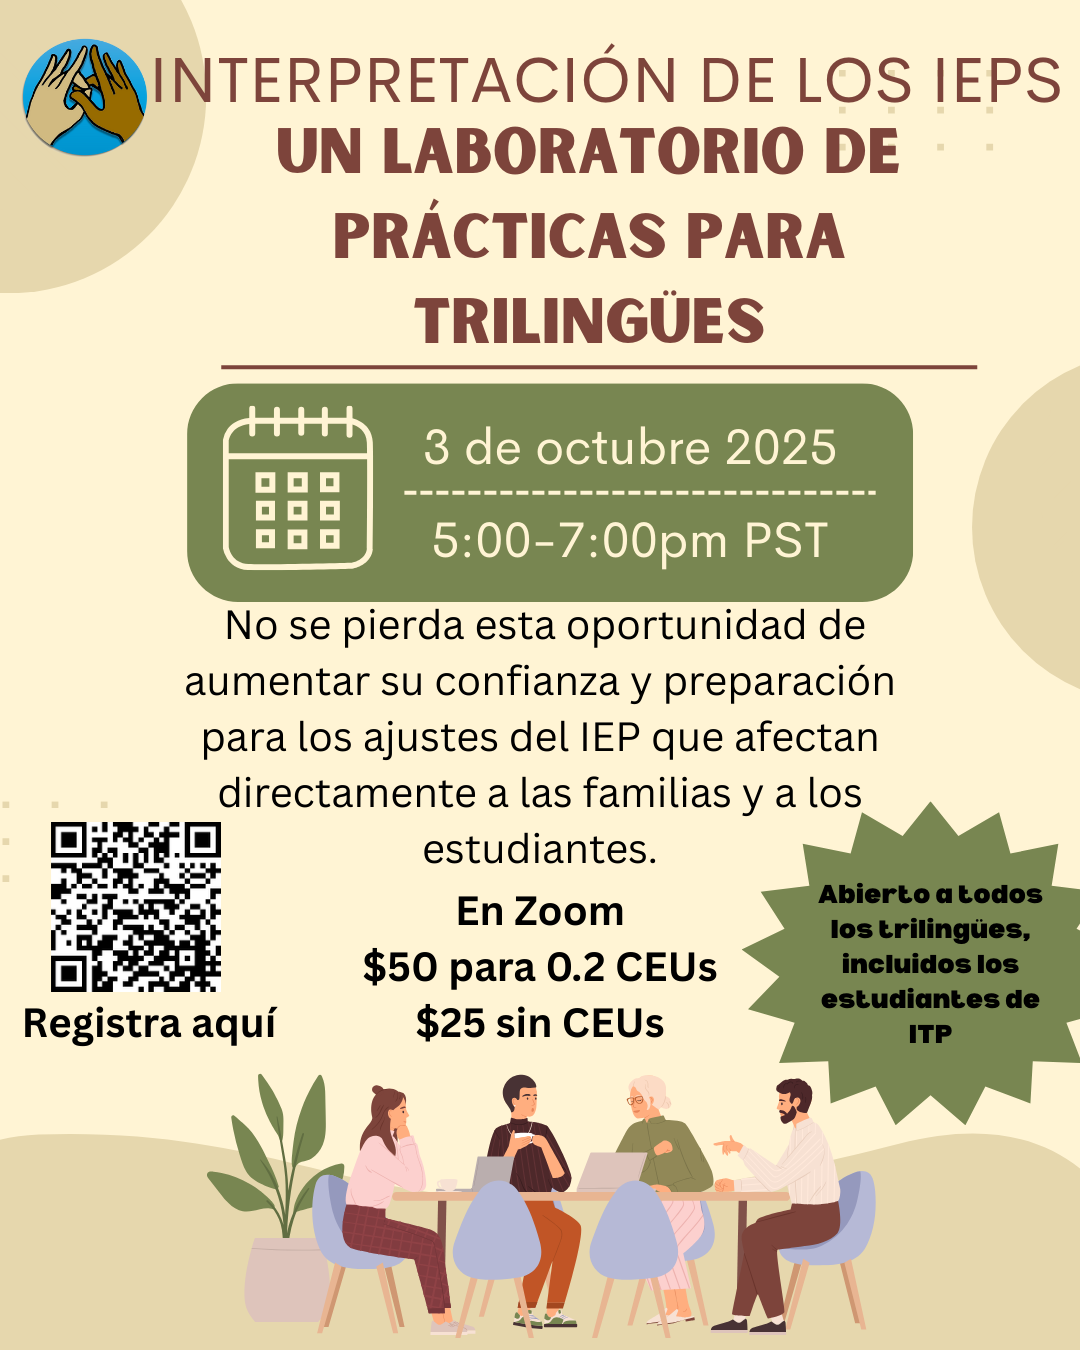 INTERPRETACIÓN DE LOS IEPS
UN LABORATORIO DE
PRÁCTICAS PARA
TRILINGÜES
3 de octubre 2025
5:00-7:00pm PST
No se pierda esta oportunidad de
aumentar su confianza y preparación
para los ajustes del IEP que afectan
directamente a las familias y a los
estudiantes.
En Zoom
$50 para 0.2 CEUs
$25 sin CEUs
Registra aquí
Abierto a todos
los trilingües,
incluidos los
estudiantes de
ITP